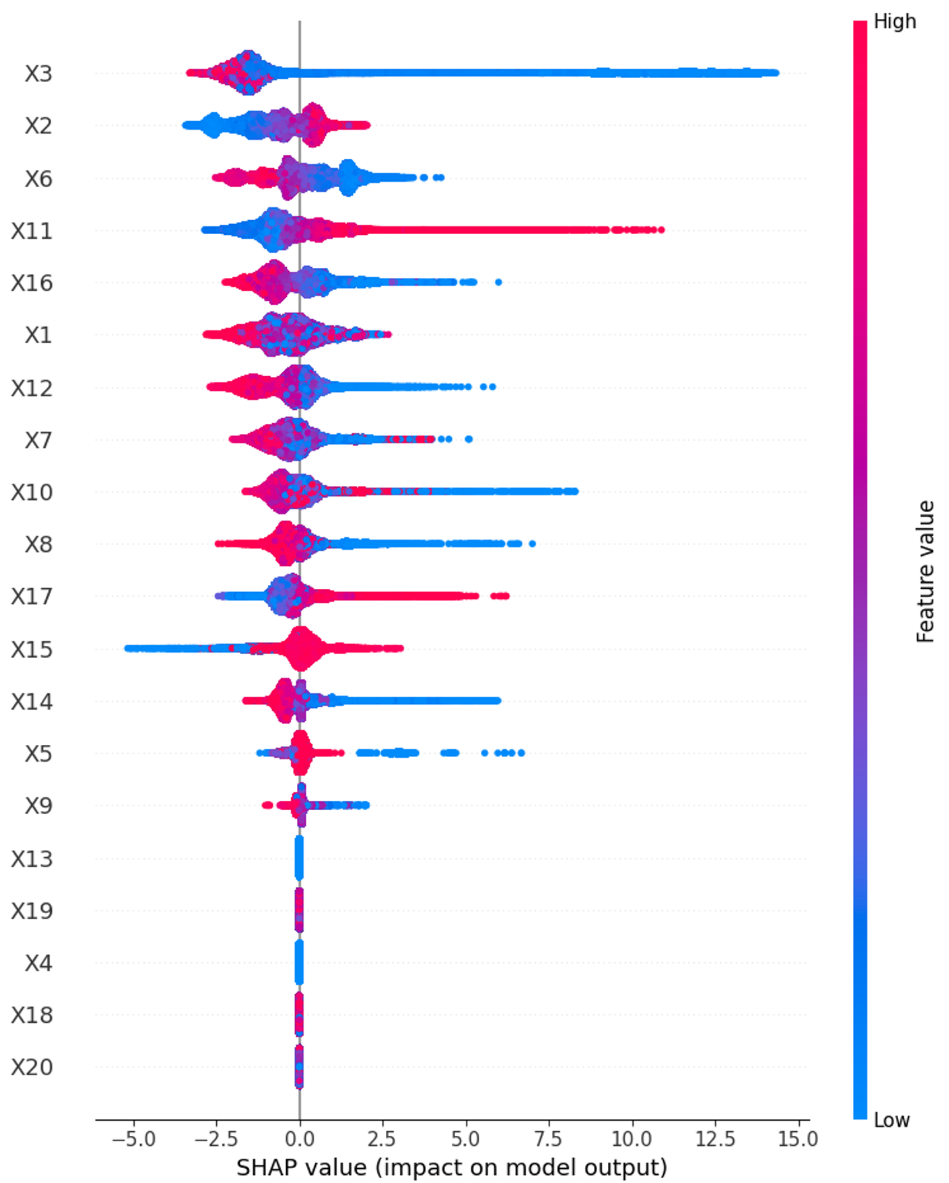 High
X3
X2
X6
X11
X16
X1
X12
X7
X10
X8
X17
X15
X14
X5
X9
X13
X19
X4
X18
X20
Feature value
Low
−5.0 −2.5 0.0 2.5 5.0 7.5 10.0 12.5 15.0
SHAP value (impact on model output)